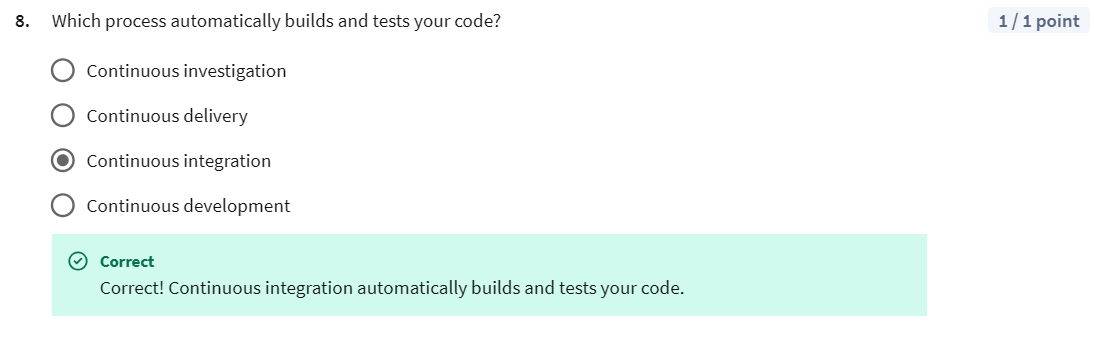 8. Which process automatically builds and tests your code? 1 / 1 point
Continuous investigation
Continuous delivery
Continuous integration
Continuous development
Correct
Correct! Continuous integration automatically builds and tests your code.